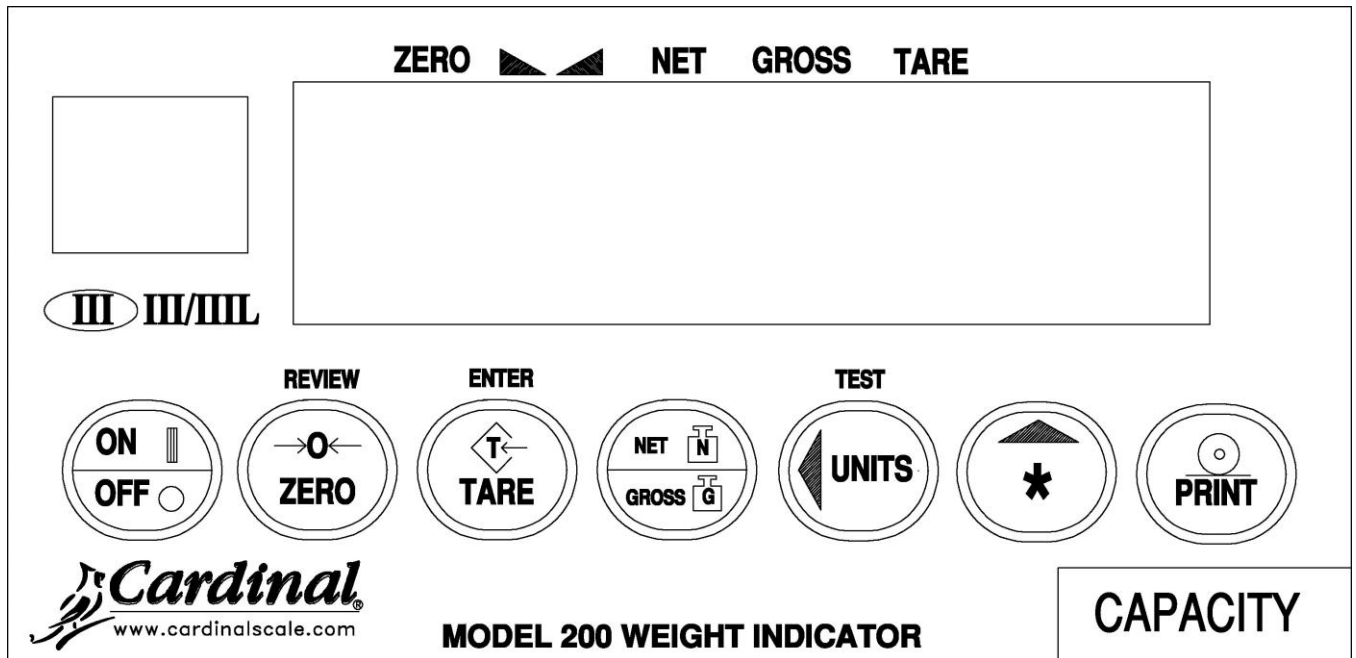 ZERO NET GROSS TARE
III III/IIIL
REVIEW ENTER TEST
ON
OFF
→0← ZERO
T← TARE
NET N
GROSS G
UNITS
*
PRINT
Cardinal®
www.cardinalscale.com
MODEL 200 WEIGHT INDICATOR
CAPACITY